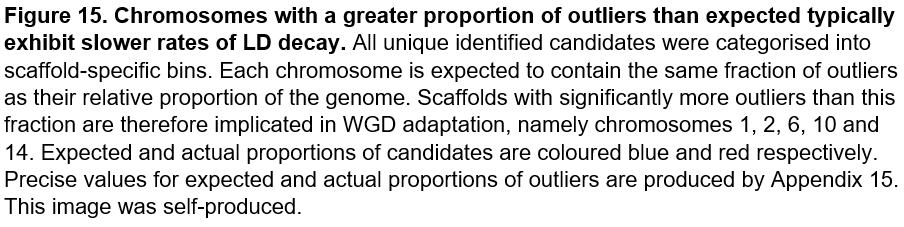 Figure 15. Chromosomes with a greater proportion of outliers than expected typically
exhibit slower rates of LD decay. All unique identified candidates were categorised into
scaffold-specific bins. Each chromosome is expected to contain the same fraction of outliers
as their relative proportion of the genome. Scaffolds with significantly more outliers than this
fraction are therefore implicated in WGD adaptation, namely chromosomes 1, 2, 6, 10 and
14. Expected and actual proportions of candidates are coloured blue and red respectively.
Precise values for expected and actual proportions of outliers are produced by Appendix 15.
This image was self-produced.